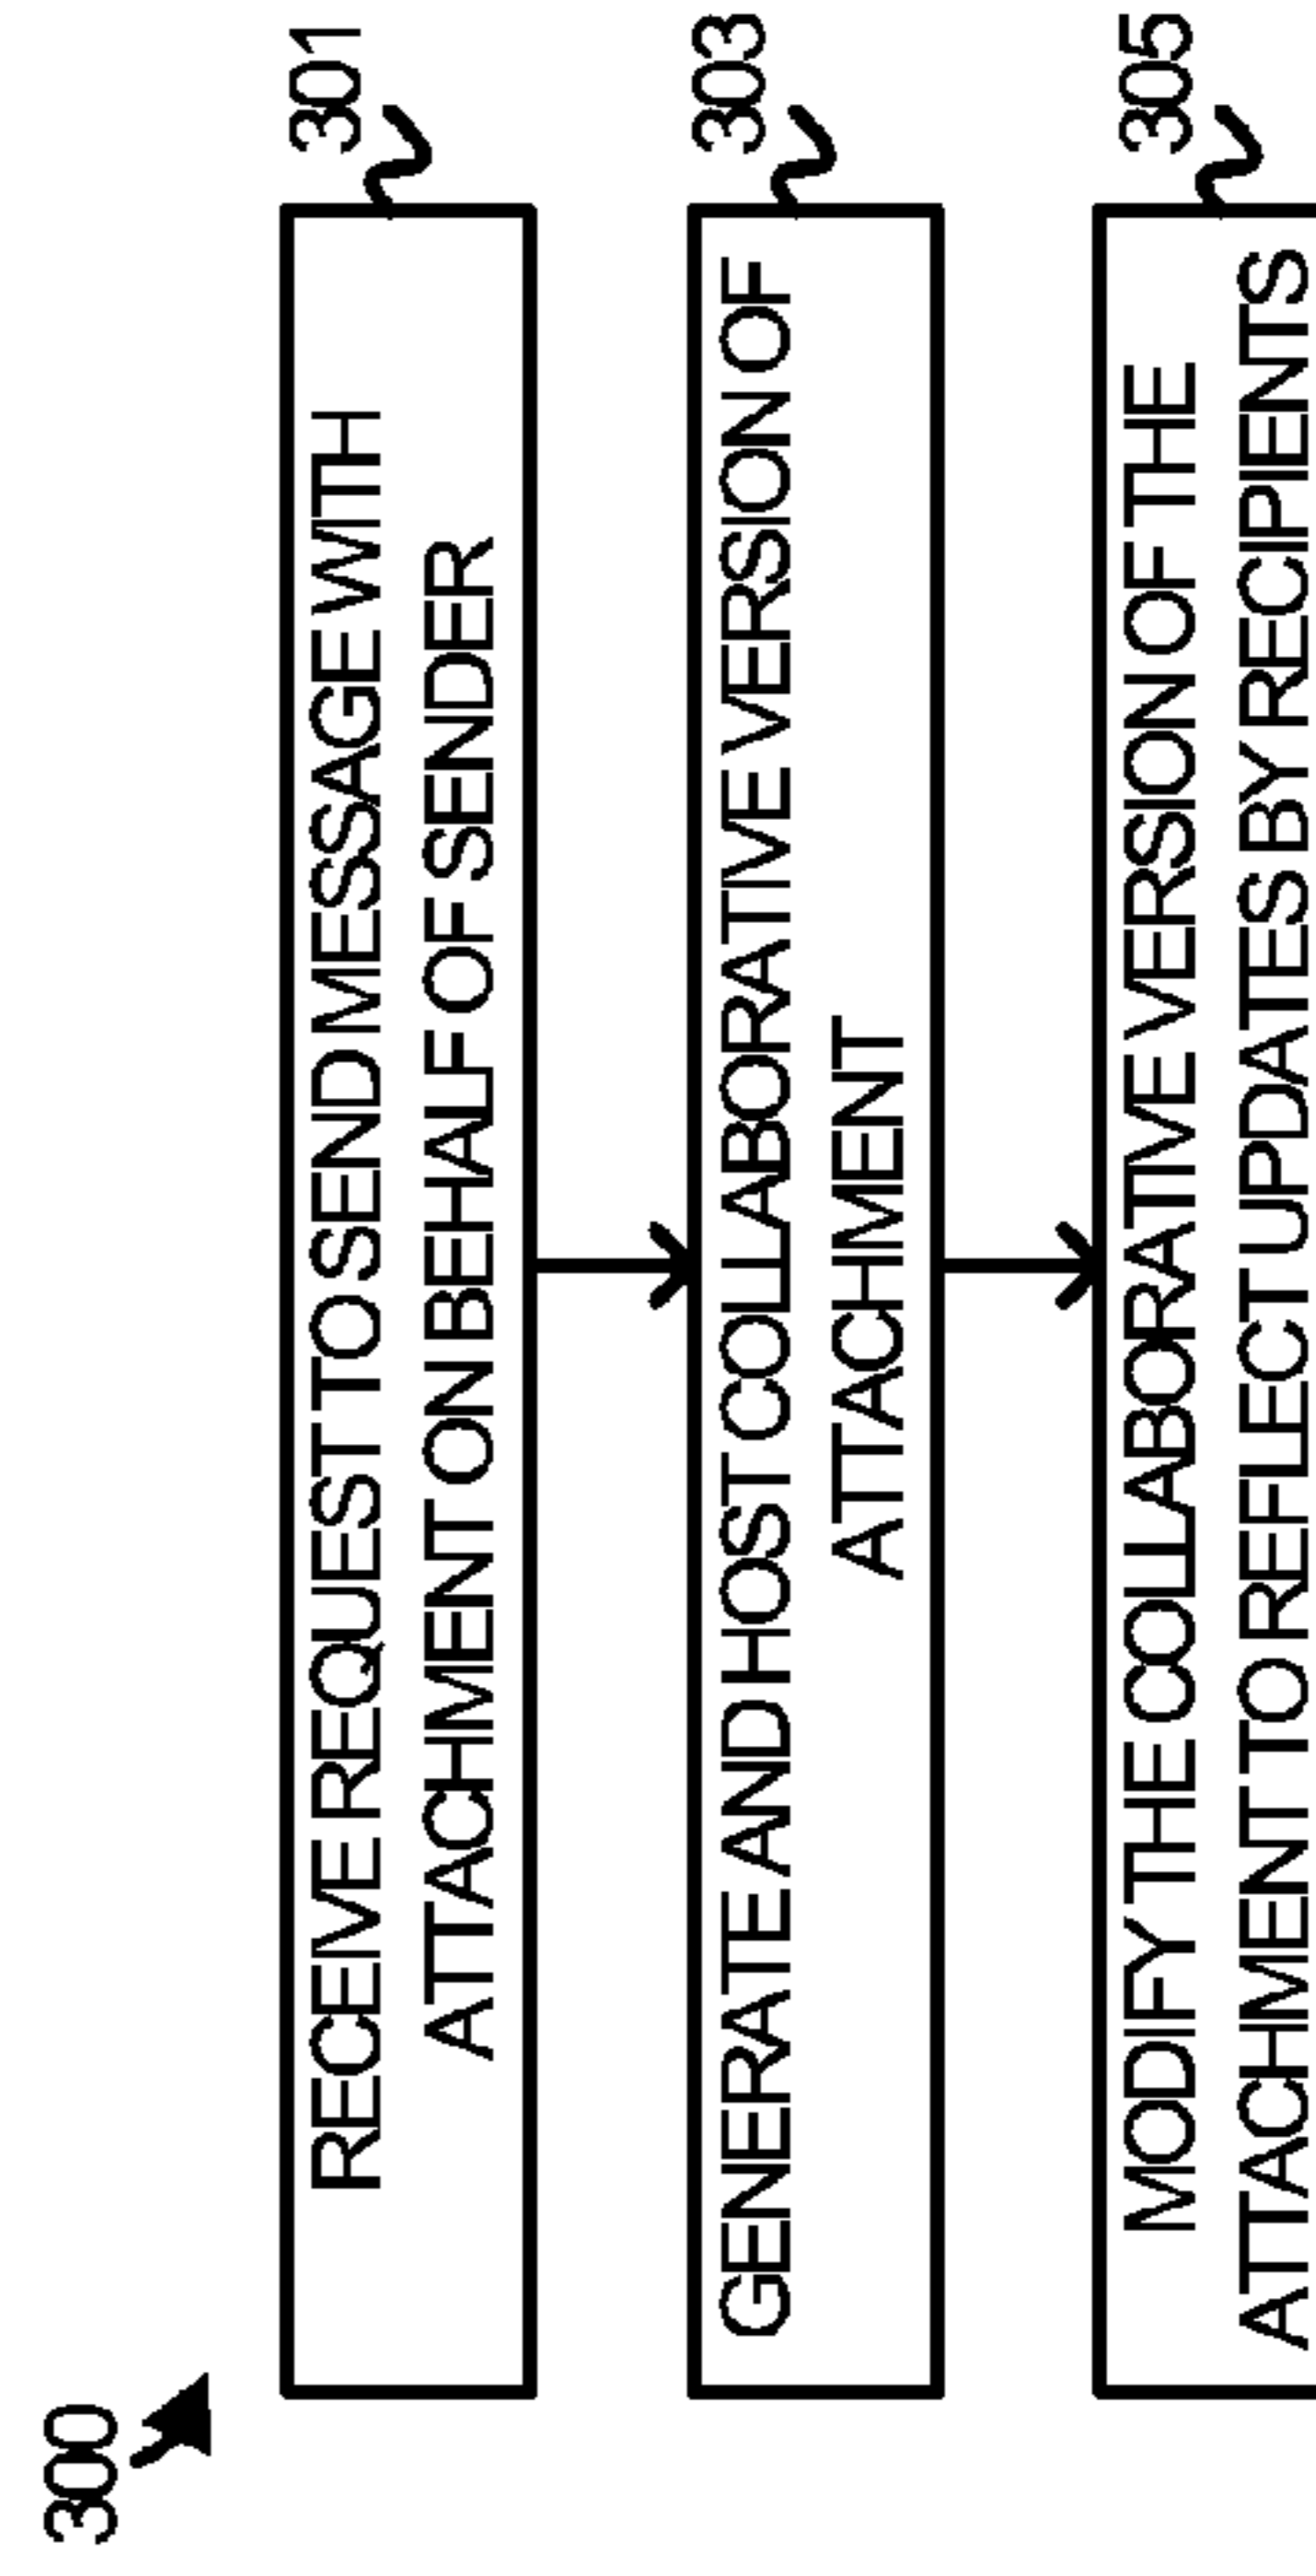 300
RECEIVE REQUEST TO SEND MESSAGE WITH
ATTACHMENT ON BEHALF OF SENDER
301
GENERATE AND HOST COLLABORATIVE VERSION OF
ATTACHMENT
303
MODIFY THE COLLABORATIVE VERSION OF THE
ATTACHMENT TO REFLECT UPDATES BY RECIPIENTS
305